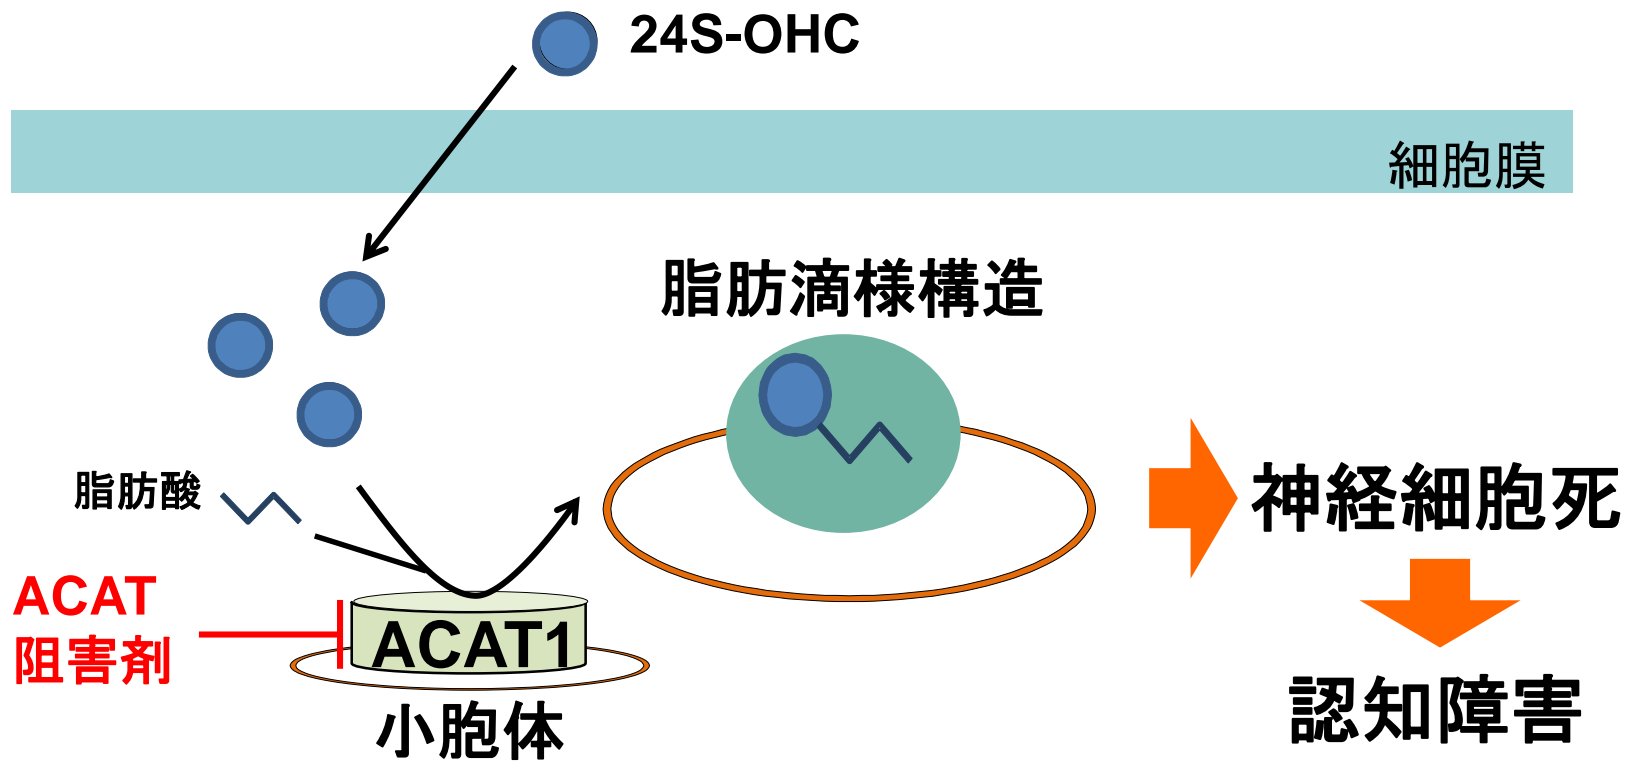 24S-OHC
細胞膜
脂肪滴様構造
脂肪酸
神経細胞死
ACAT
阻害剤
ACAT1
小胞体
認知障害